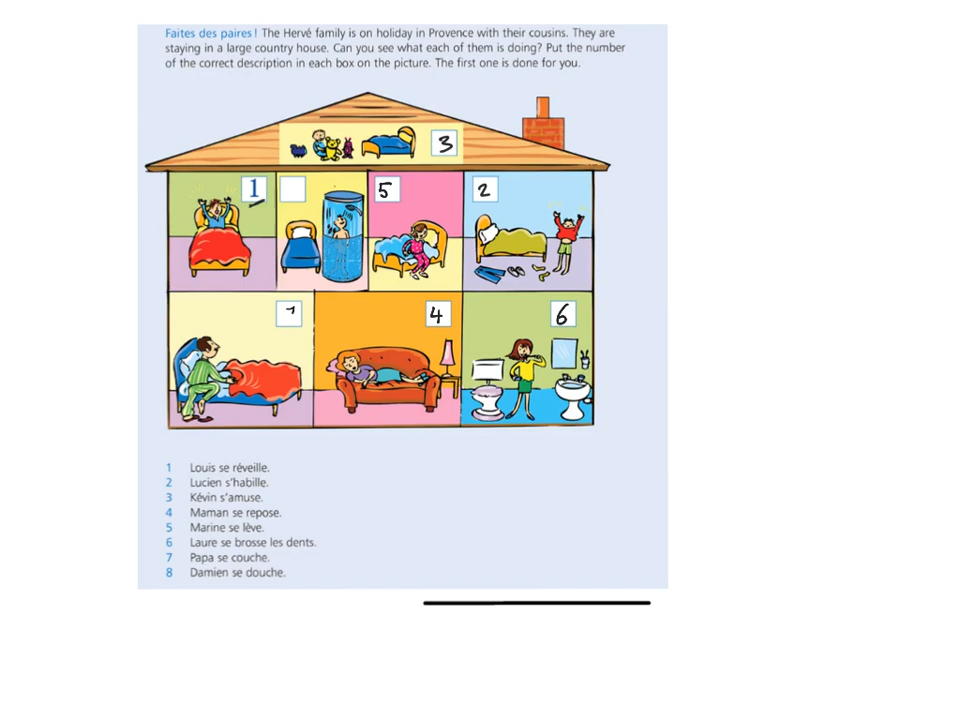 Faites des paires! The Hervé family is on holiday in Provence with their cousins. They are
staying in a large country house. Can you see what each of them is doing? Put the number
of the correct description in each box on the picture. The first one is done for you.
3
1
5
2
4
6
1 Louis se réveille.
2 Lucien s'habille.
3 Kévin s'amuse.
4 Maman se repose.
5 Marine se lève.
6 Laure se brosse les dents.
7 Papa se couche.
8 Damien se douche.